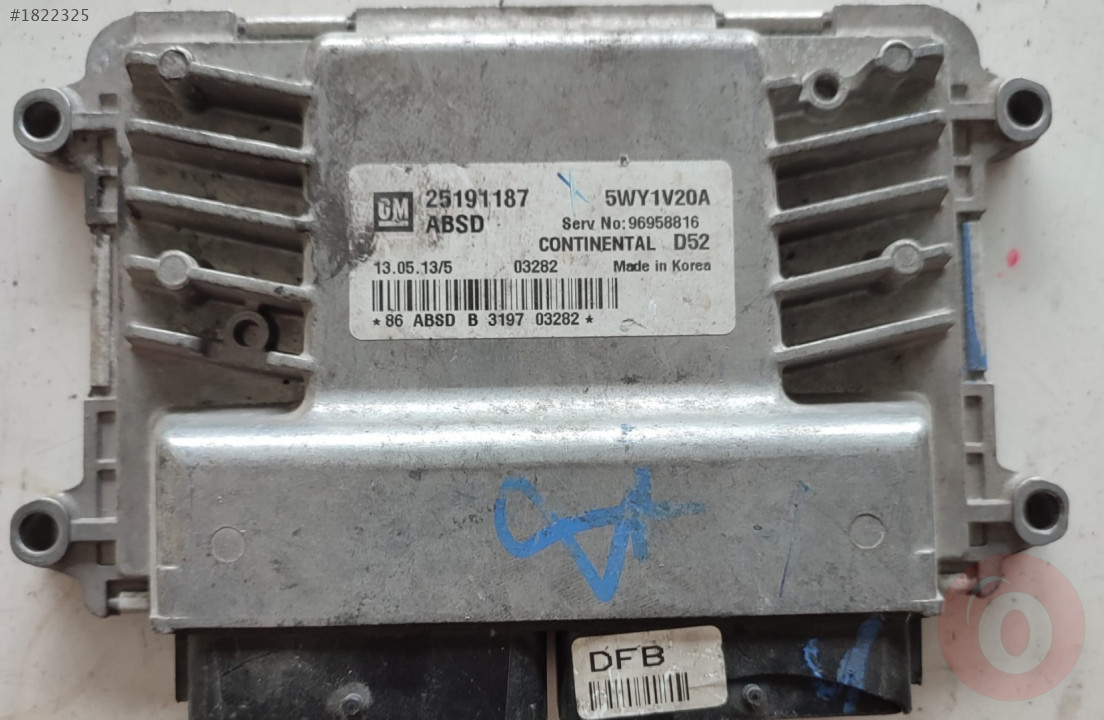 #1822325
GM 25191187 5WY1V20A
ABSD Serv No:96958816
CONTINENTAL D52
13.05.13/5 03282 Made in Korea
*86 ABSD B 3197 03282*
DFB
O